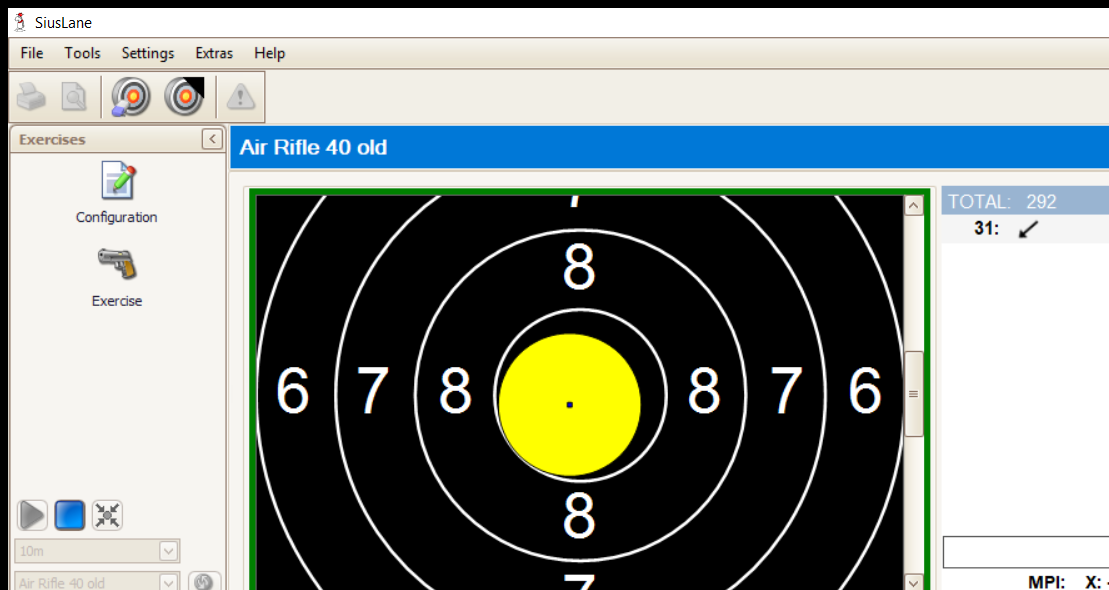 SiusLane
File Tools Settings Extras Help
Exercises
Air Rifle 40 old
Configuration
Exercise
10m
Air Rifle 40 old
7
8
6 7 8 8 7 6
8
7
TOTAL: 292
31:
MPI: X: -